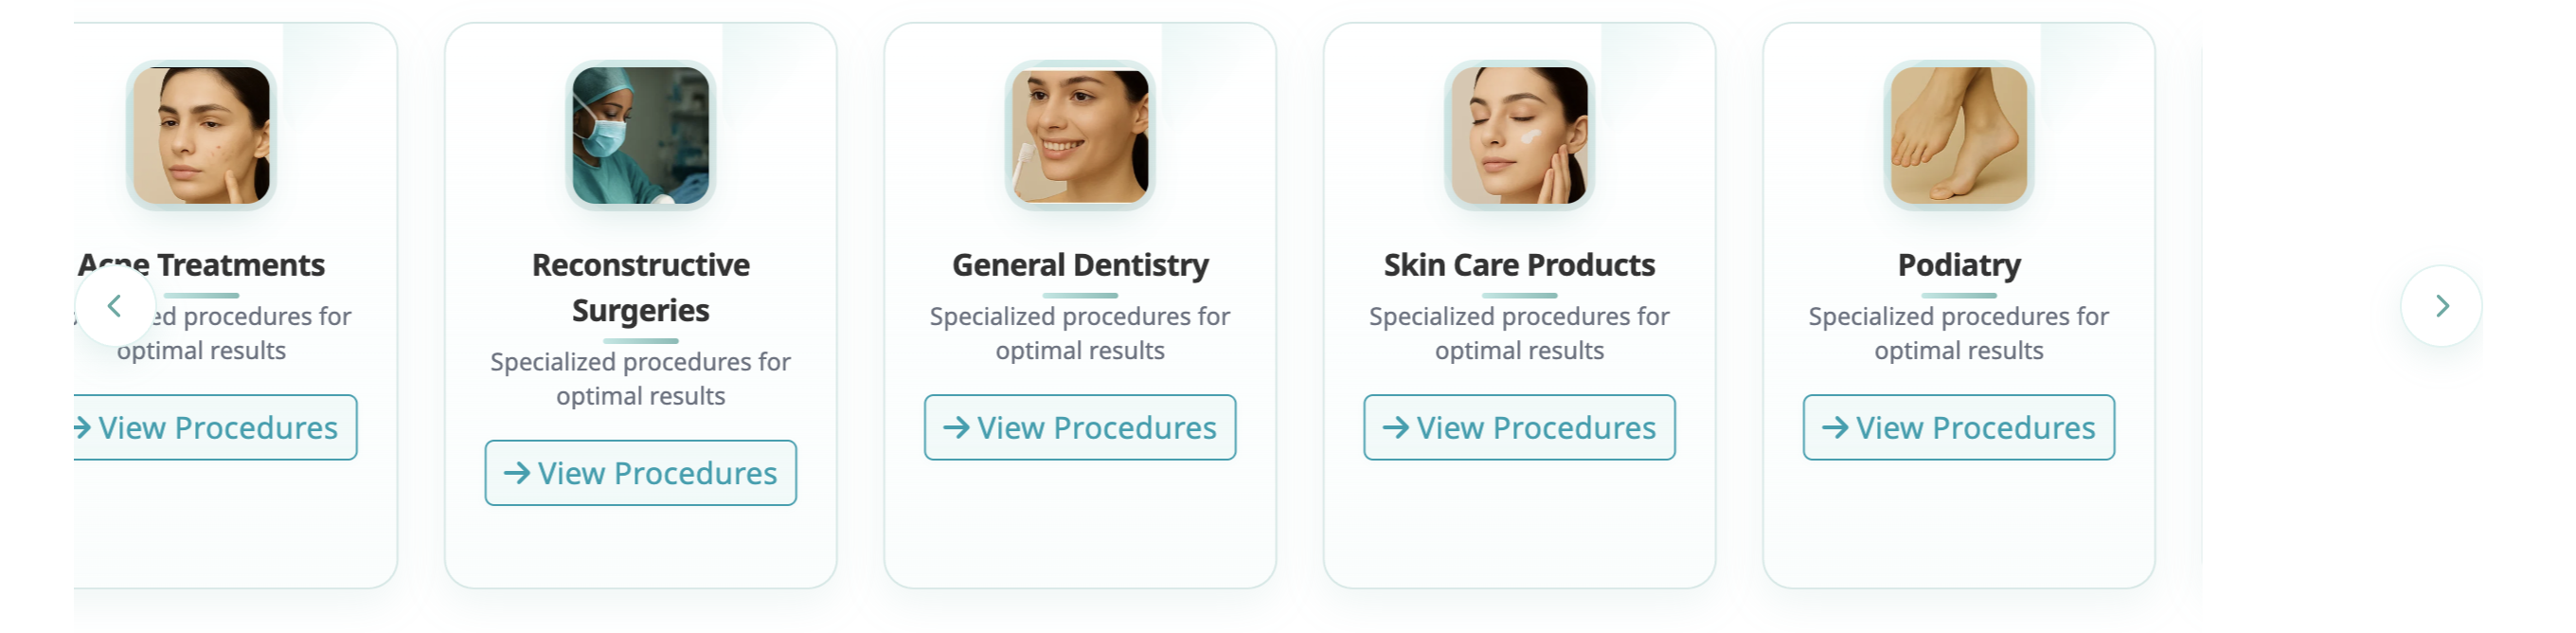 Acne Treatments
ed procedures for
optimal results
View Procedures
Reconstructive
Surgeries
Specialized procedures for
optimal results
View Procedures
General Dentistry
Specialized procedures for
optimal results
View Procedures
Skin Care Products
Specialized procedures for
optimal results
View Procedures
Podiatry
Specialized procedures for
optimal results
View Procedures